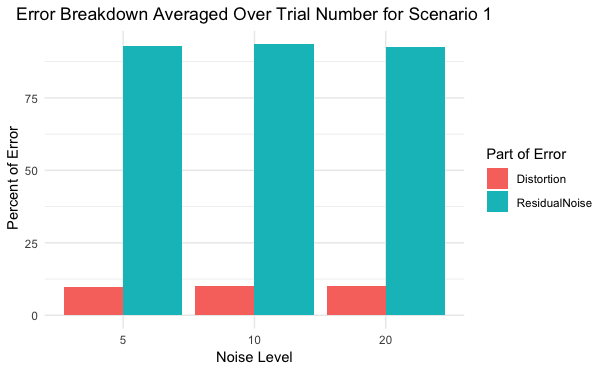 Error Breakdown Averaged Over Trial Number for Scenario 1
Percent of Error
75
50
25
0
5 10 20
Noise Level
Part of Error
Distortion
ResidualNoise